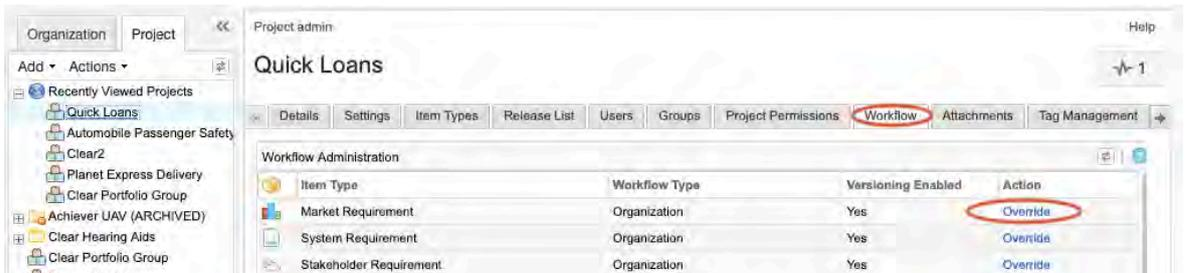 Organization Project
Add Actions
Recently Viewed Projects
Quick Loans
Automobile Passenger Safety
Clear2
Planet Express Delivery
Clear Portfolio Group
Achiever UAV (ARCHIVED)
Clear Hearing Aids
Clear Portfolio Group
Project admin Help
Quick Loans
1
Details Settings Item Types Release List Users Groups Project Permissions Workflow Attachments Tag Management
Workflow Administration
Item Type Workflow Type Versioning Enabled Action
Market Requirement Organization Yes Override
System Requirement Organization Yes Override
Stakeholder Requirement Organization Yes Override